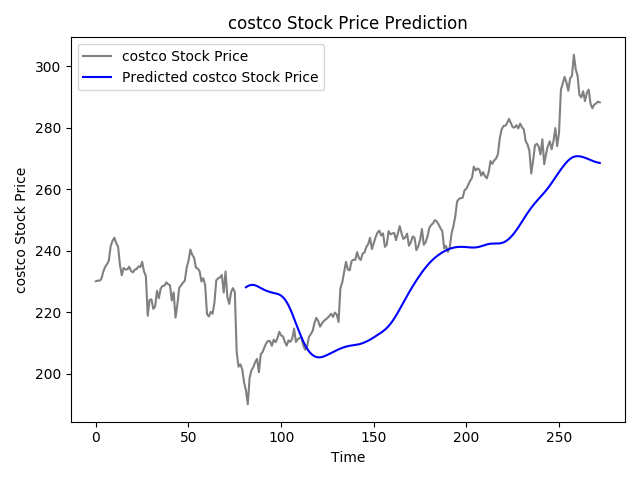 costco Stock Price Prediction
costco Stock Price
Predicted costco Stock Price
costco Stock Price
300
280
260
240
220
200
0
50
100
150
200
250
Time